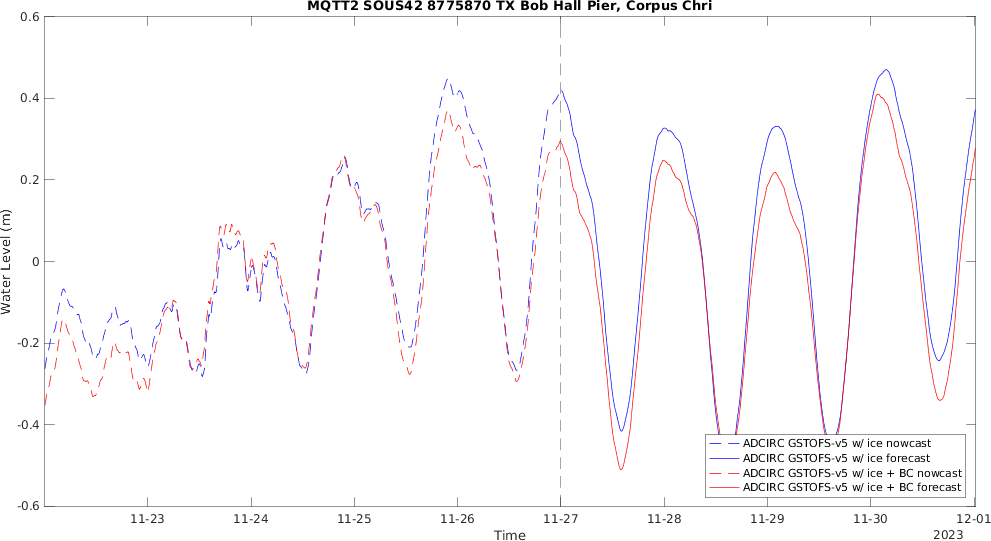 MQTT2 SOUS42 8775870 TX Bob Hall Pier, Corpus Chri
0.6
0.4
0.2
0
-0.2
-0.4
-0.6
Water Level (m)
11-23
11-24
11-25
11-26
11-27
11-28
11-29
11-30
12-01
Time
2023
ADCIRC GSTOFS-v5 w/ ice nowcast
ADCIRC GSTOFS-v5 w/ ice forecast
ADCIRC GSTOFS-v5 w/ ice + BC nowcast
ADCIRC GSTOFS-v5 w/ ice + BC forecast